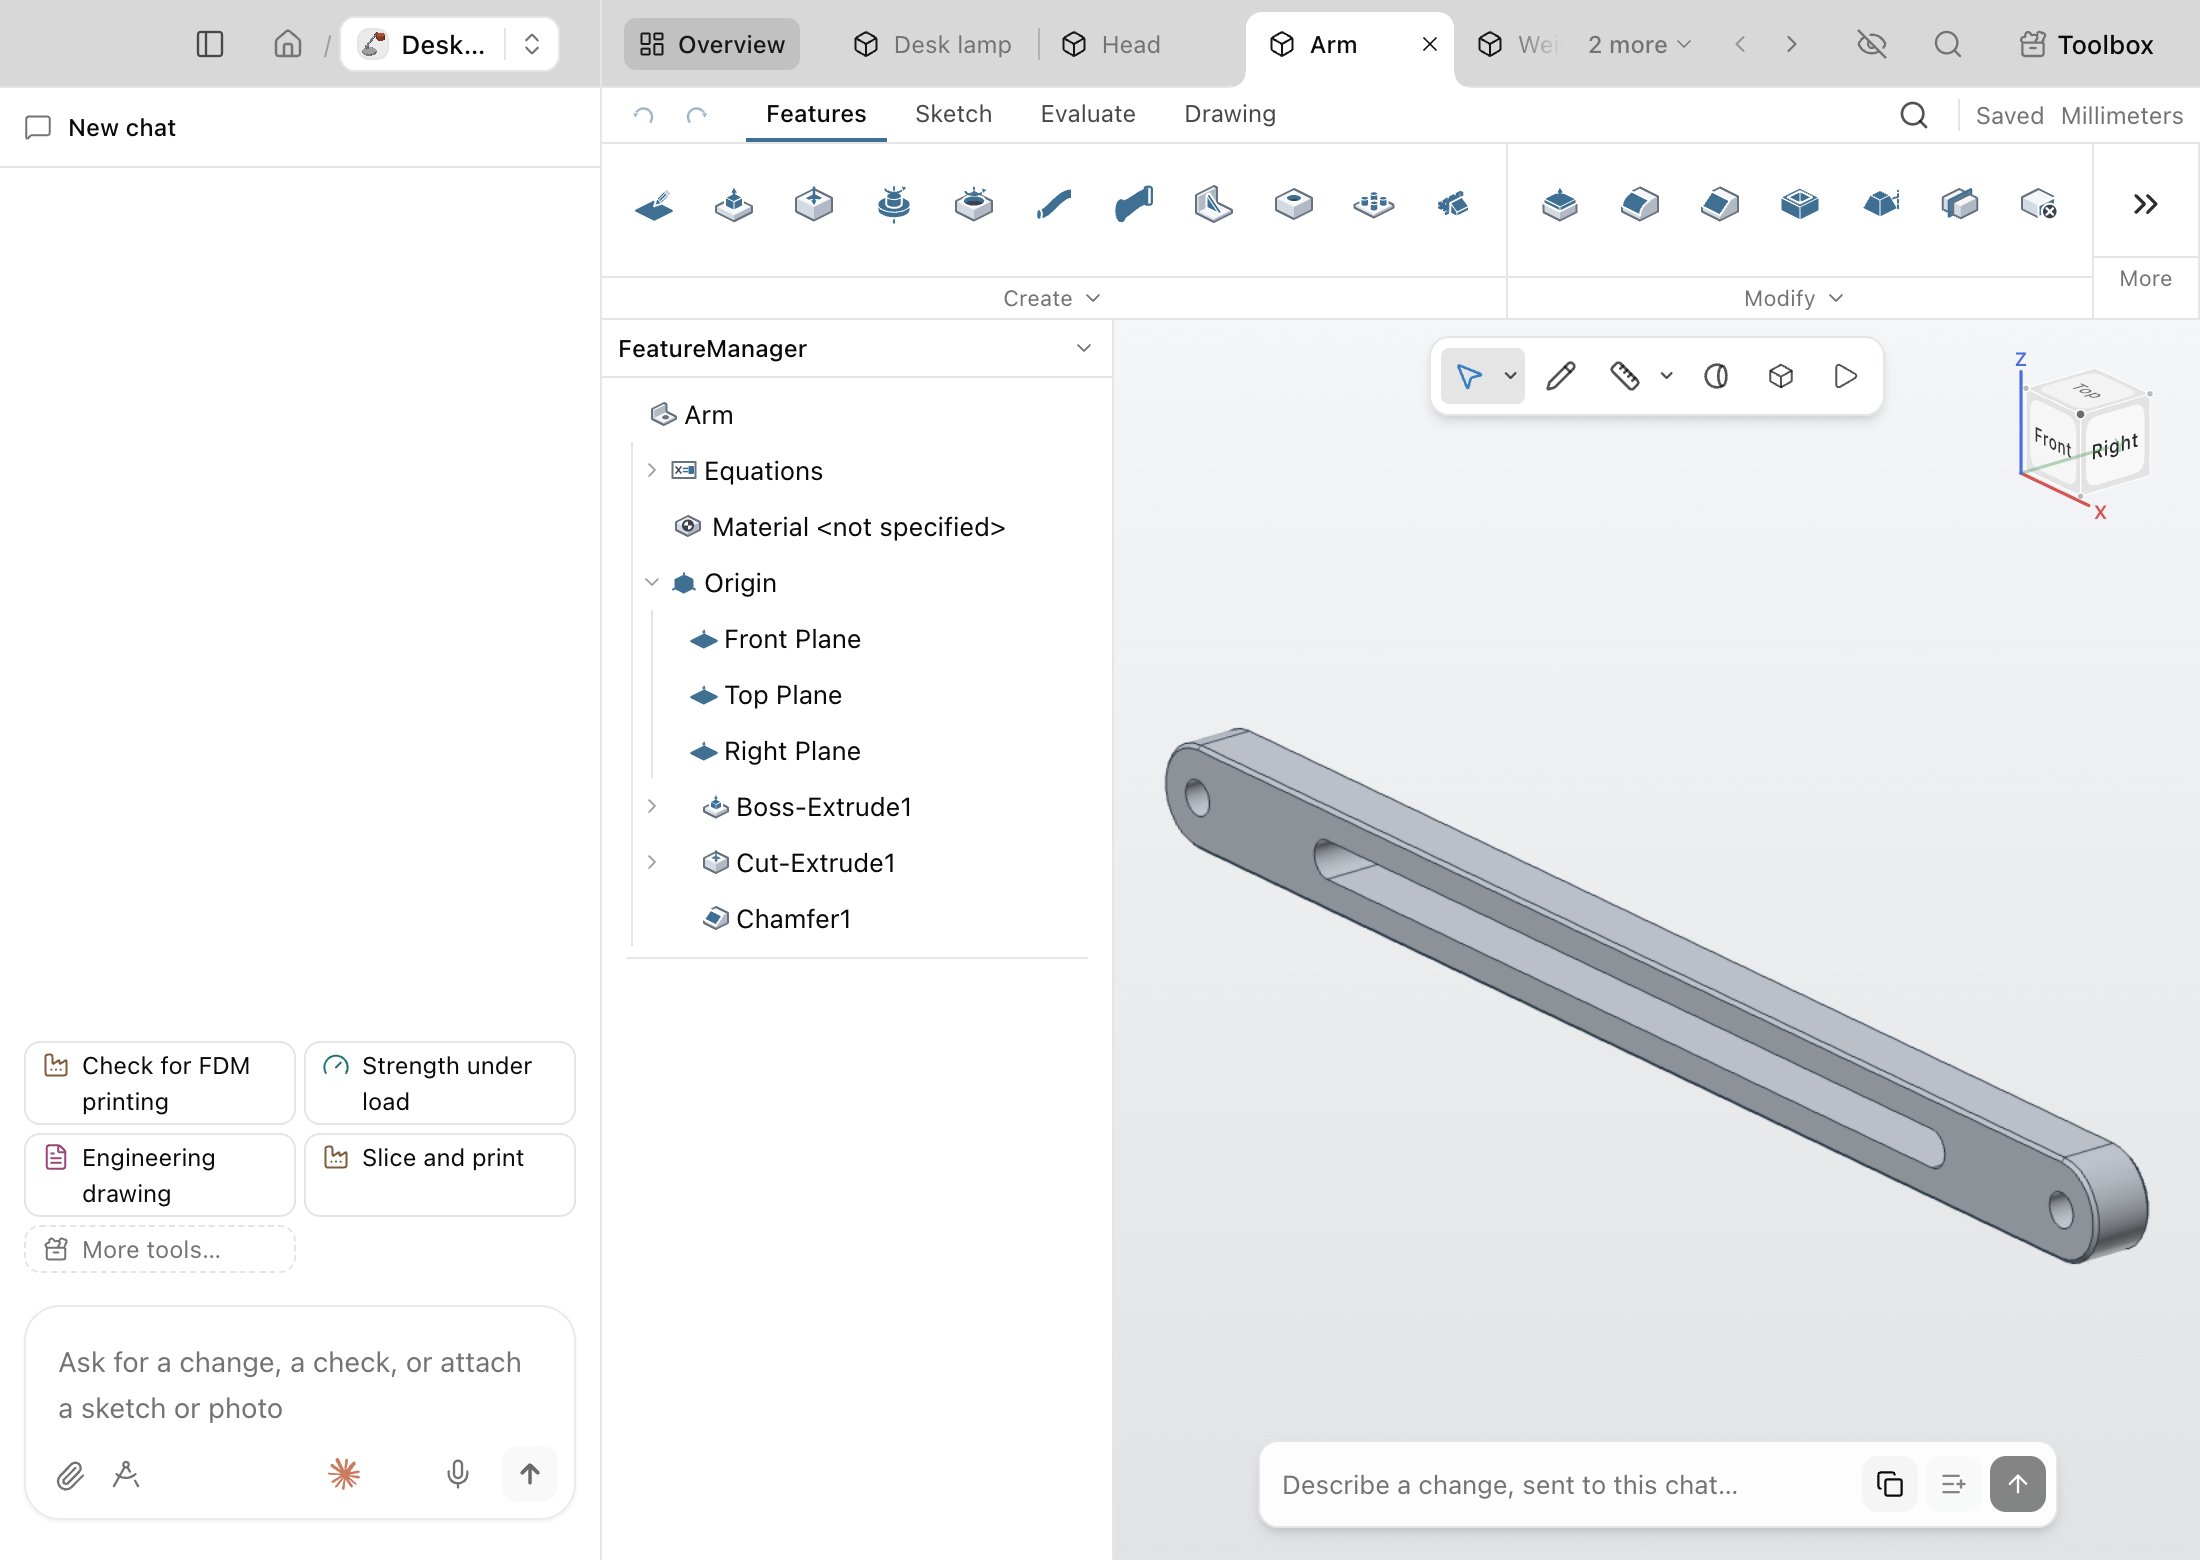 / Desk...
Overview
Desk lamp
Head
Arm
Wei
2 more
Toolbox
New chat
Features
Sketch
Evaluate
Drawing
Saved
Millimeters
Create
Modify
More
FeatureManager
Arm
Equations
Material <not specified>
Origin
Front Plane
Top Plane
Right Plane
Boss-Extrude1
Cut-Extrude1
Chamfer1
Z
Top
Front
Right
X
Check for FDM
printing
Strength under
load
Engineering
drawing
Slice and print
More tools...
Ask for a change, a check, or attach
a sketch or photo
Describe a change, sent to this chat...